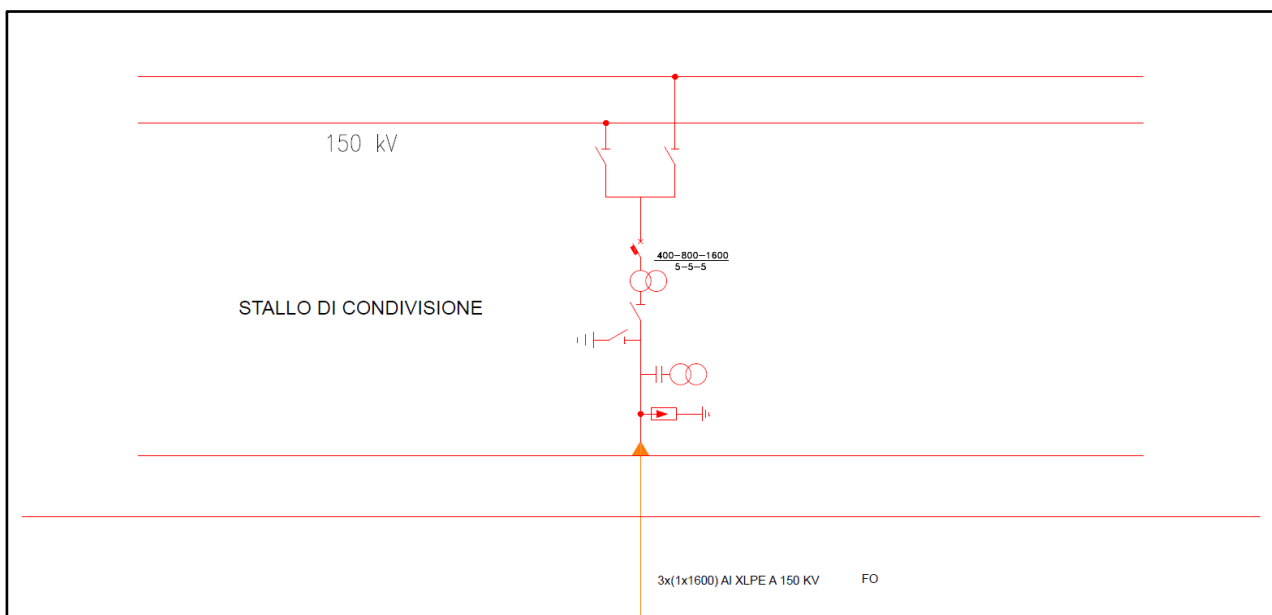 150 kV
400-800-1600
5-5-5
STALLO DI CONDIVISIONE
3x(1x1600) Al XLPE A 150 KV
FO